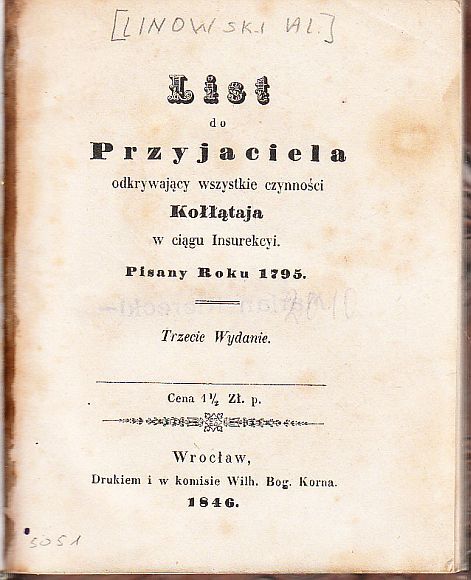 [LINOWSKI Al.]
List
do
Przyjaciela
odkrywający wszystkie czynności
Kołłątaja
w ciągu Insurekcyi.
Pisany Roku 1795.
Trzecie Wydanie.
Cena 1½ Zł. p.
Wrocław,
Drukiem i w komisie Wilh. Bog. Korna.
1846.
5051